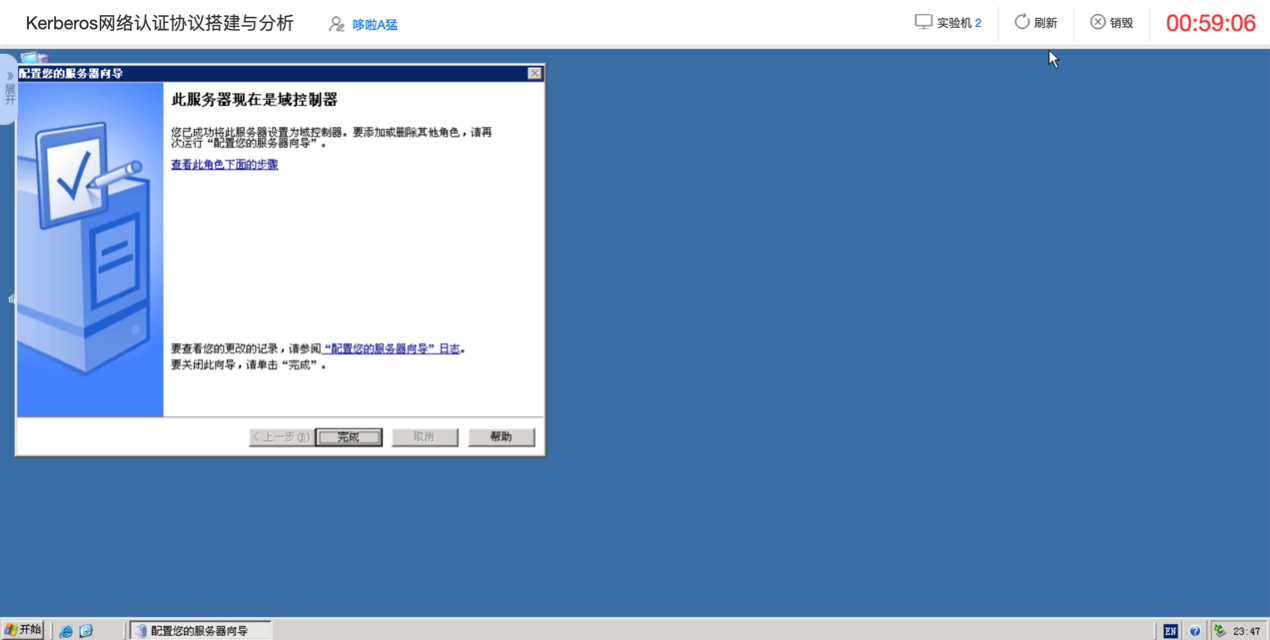 Kerberos网络认证协议搭建与分析
哆啦A猛
实验机 2
刷新
销毁
00:59:06
»
展开
配置您的服务器向导
此服务器现在是域控制器
您已成功将此服务器设置为域控制器。要添加或删除其他角色，请再
次运行“配置您的服务器向导”。
查看此角色下面的步骤
要查看您的更改的记录，请参阅“配置您的服务器向导”日志。
要关闭此向导，请单击“完成”。
< 上一步(B)
完成
取消
帮助
开始
配置您的服务器向导
EN
23:47